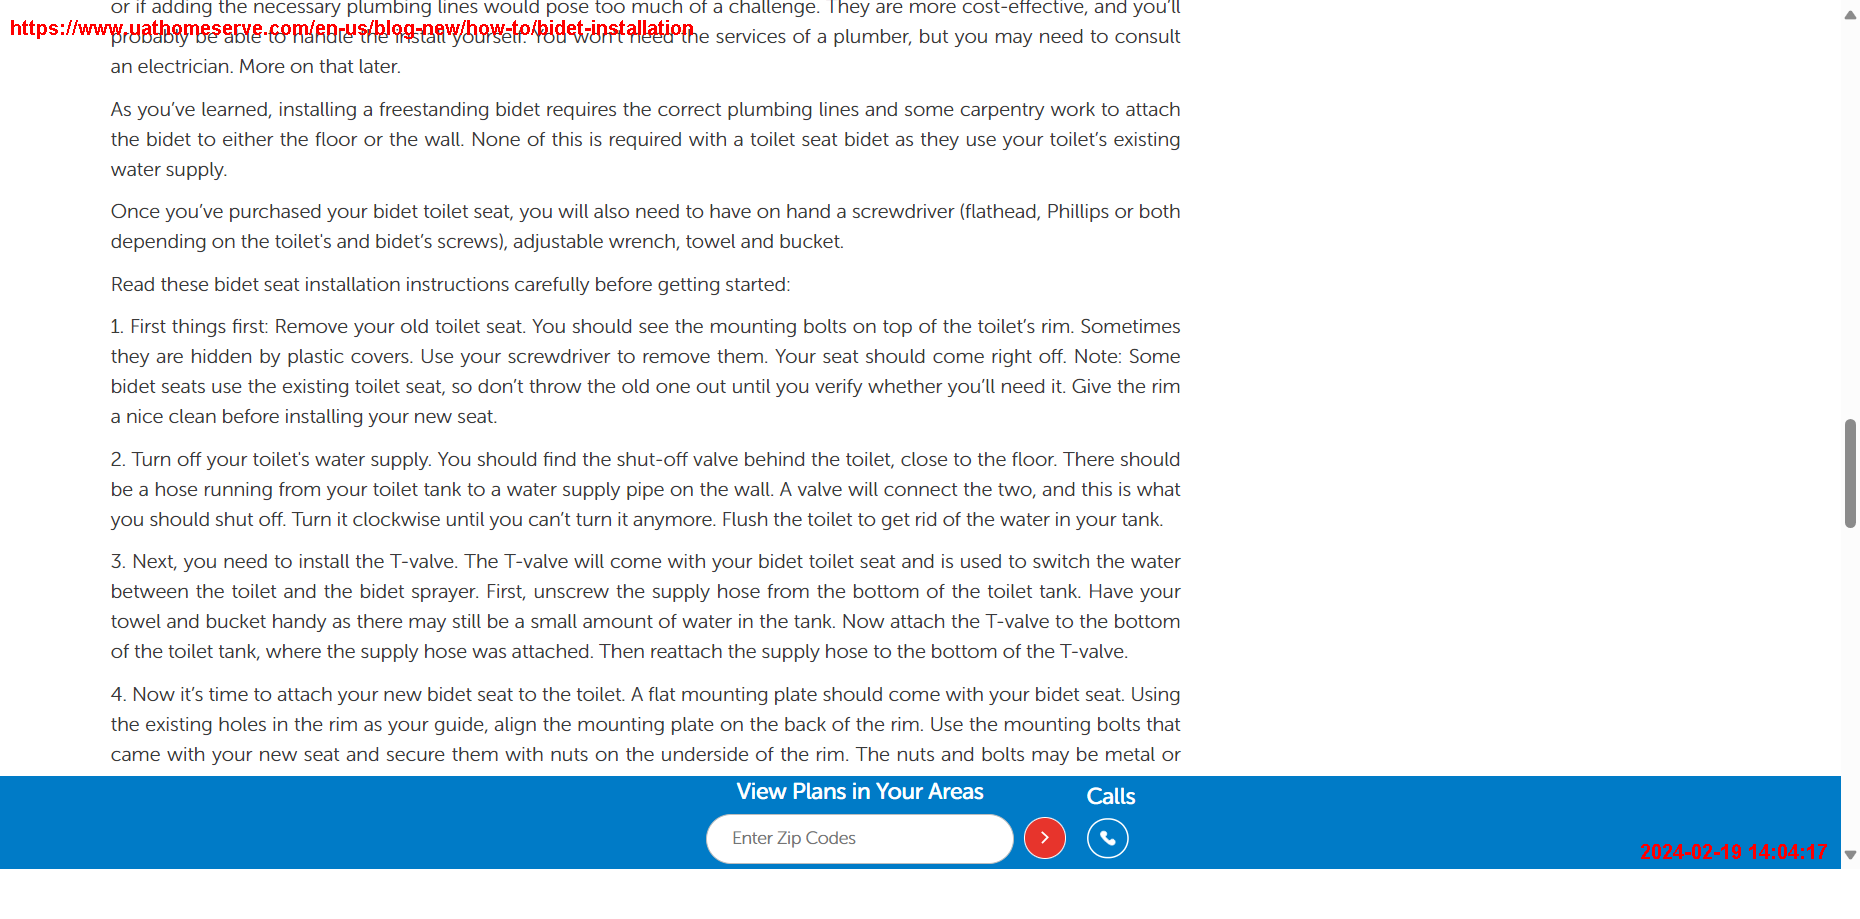 or if adding the necessary plumbing lines would pose too much of a challenge. They are more cost-effective, and you’ll
https://www.uathomeserve.com/en-us/blog-new/how-to/bidet-installation
probably be able to handle the install yourself. You won’t need the services of a plumber, but you may need to consult
an electrician. More on that later.
As you’ve learned, installing a freestanding bidet requires the correct plumbing lines and some carpentry work to attach
the bidet to either the floor or the wall. None of this is required with a toilet seat bidet as they use your toilet’s existing
water supply.
Once you’ve purchased your bidet toilet seat, you will also need to have on hand a screwdriver (flathead, Phillips or both
depending on the toilet's and bidet’s screws), adjustable wrench, towel and bucket.
Read these bidet seat installation instructions carefully before getting started:
1. First things first: Remove your old toilet seat. You should see the mounting bolts on top of the toilet’s rim. Sometimes
they are hidden by plastic covers. Use your screwdriver to remove them. Your seat should come right off. Note: Some
bidet seats use the existing toilet seat, so don’t throw the old one out until you verify whether you’ll need it. Give the rim
a nice clean before installing your new seat.
2. Turn off your toilet's water supply. You should find the shut-off valve behind the toilet, close to the floor. There should
be a hose running from your toilet tank to a water supply pipe on the wall. A valve will connect the two, and this is what
you should shut off. Turn it clockwise until you can’t turn it anymore. Flush the toilet to get rid of the water in your tank.
3. Next, you need to install the T-valve. The T-valve will come with your bidet toilet seat and is used to switch the water
between the toilet and the bidet sprayer. First, unscrew the supply hose from the bottom of the toilet tank. Have your
towel and bucket handy as there may still be a small amount of water in the tank. Now attach the T-valve to the bottom
of the toilet tank, where the supply hose was attached. Then reattach the supply hose to the bottom of the T-valve.
4. Now it’s time to attach your new bidet seat to the toilet. A flat mounting plate should come with your bidet seat. Using
the existing holes in the rim as your guide, align the mounting plate on the back of the rim. Use the mounting bolts that
came with your new seat and secure them with nuts on the underside of the rim. The nuts and bolts may be metal or
View Plans in Your Areas
Calls
Enter Zip Codes
2024-02-19 14:04:17